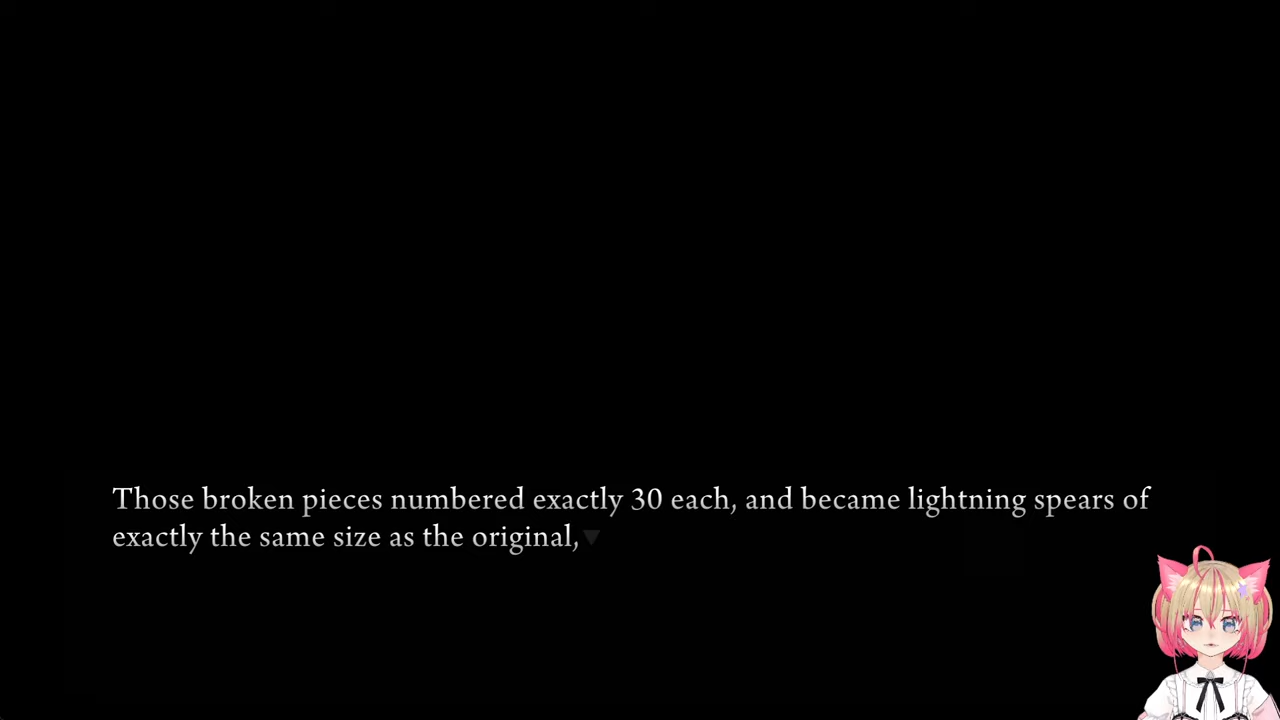 Those broken pieces numbered exactly 30 each, and became lightning spears of
exactly the same size as the original,